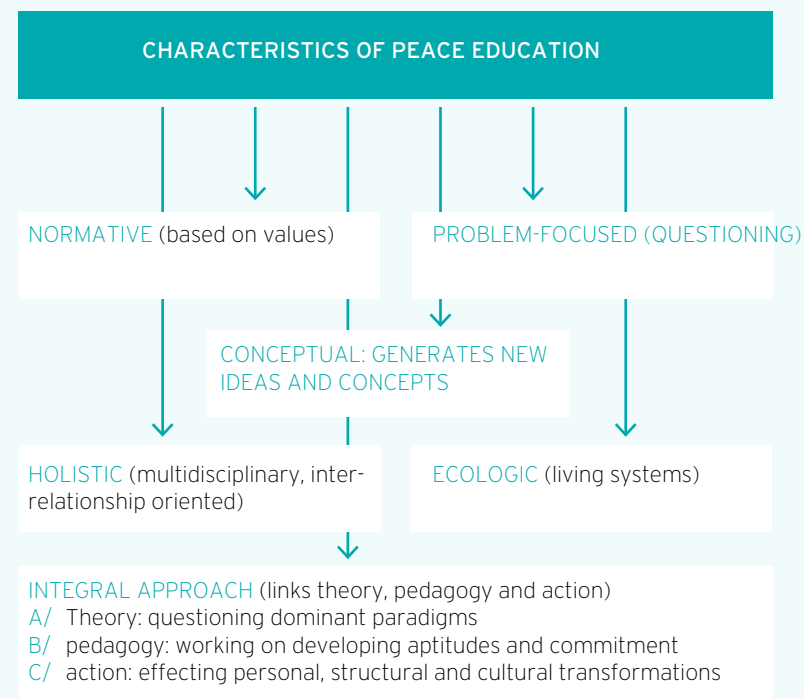 CHARACTERISTICS OF PEACE EDUCATION
NORMATIVE (based on values)
PROBLEM-FOCUSED (QUESTIONING)
CONCEPTUAL: GENERATES NEW
IDEAS AND CONCEPTS
HOLISTIC (multidisciplinary, inter-
relationship oriented)
ECOLOGIC (living systems)
INTEGRAL APPROACH (links theory, pedagogy and action)
A/ Theory: questioning dominant paradigms
B/ pedagogy: working on developing aptitudes and commitment
C/ action: effecting personal, structural and cultural transformations